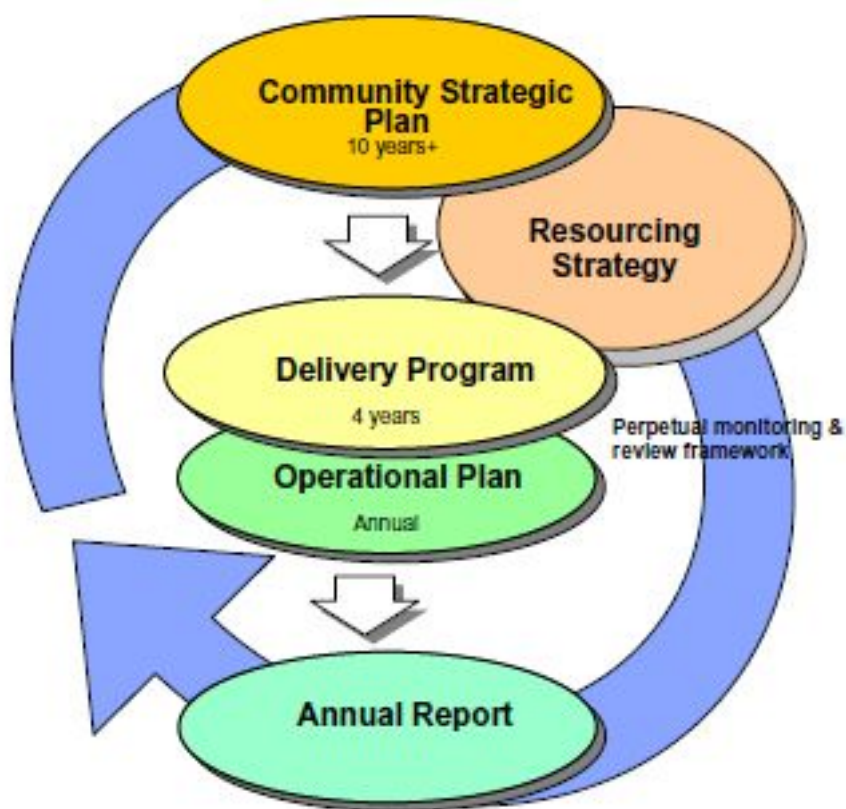 Community Strategic
Plan
10 years+
Resourcing
Strategy
Delivery Program
4 years
Perpetual monitoring &
review framework
Operational Plan
Annual
Annual Report